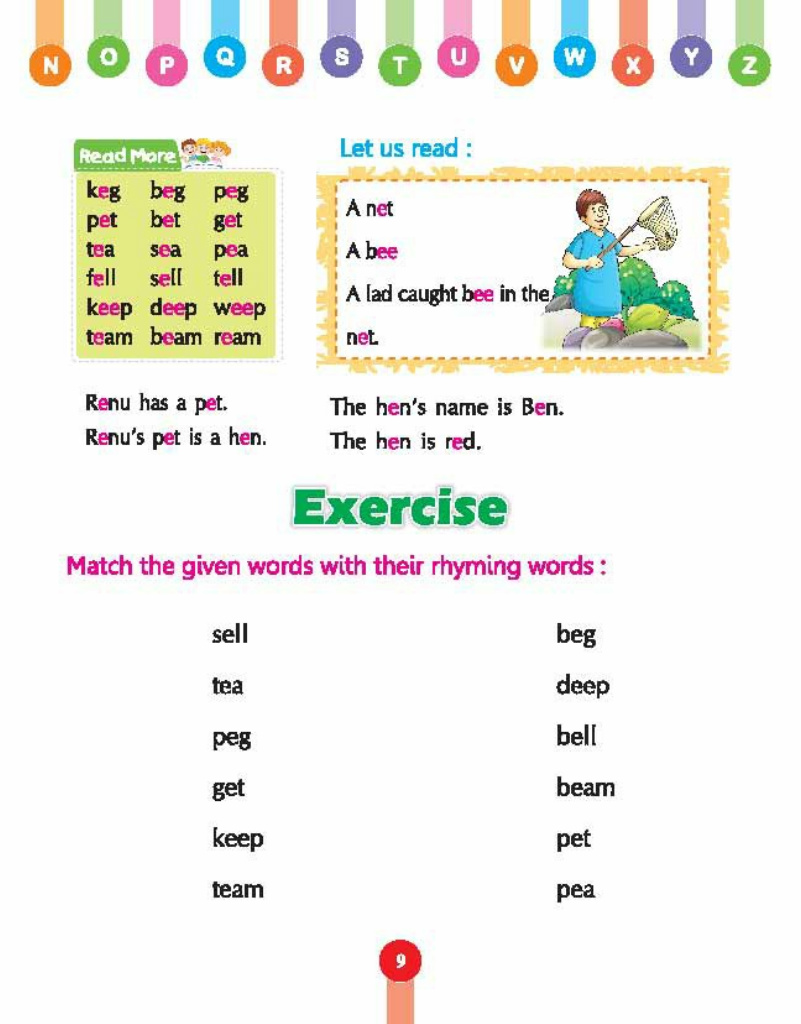 N O P Q R S T U V W X Y Z
Read More
keg beg peg
pet bet get
tea sea pea
fell sell tell
keep deep weep
team beam ream
Let us read :
A net
A bee
A lad caught bee in the
net.
Renu has a pet.
Renu's pet is a hen.
The hen's name is Ben.
The hen is red.
Exercise
Match the given words with their rhyming words :
sell beg
tea deep
peg bell
get beam
keep pet
team pea
9